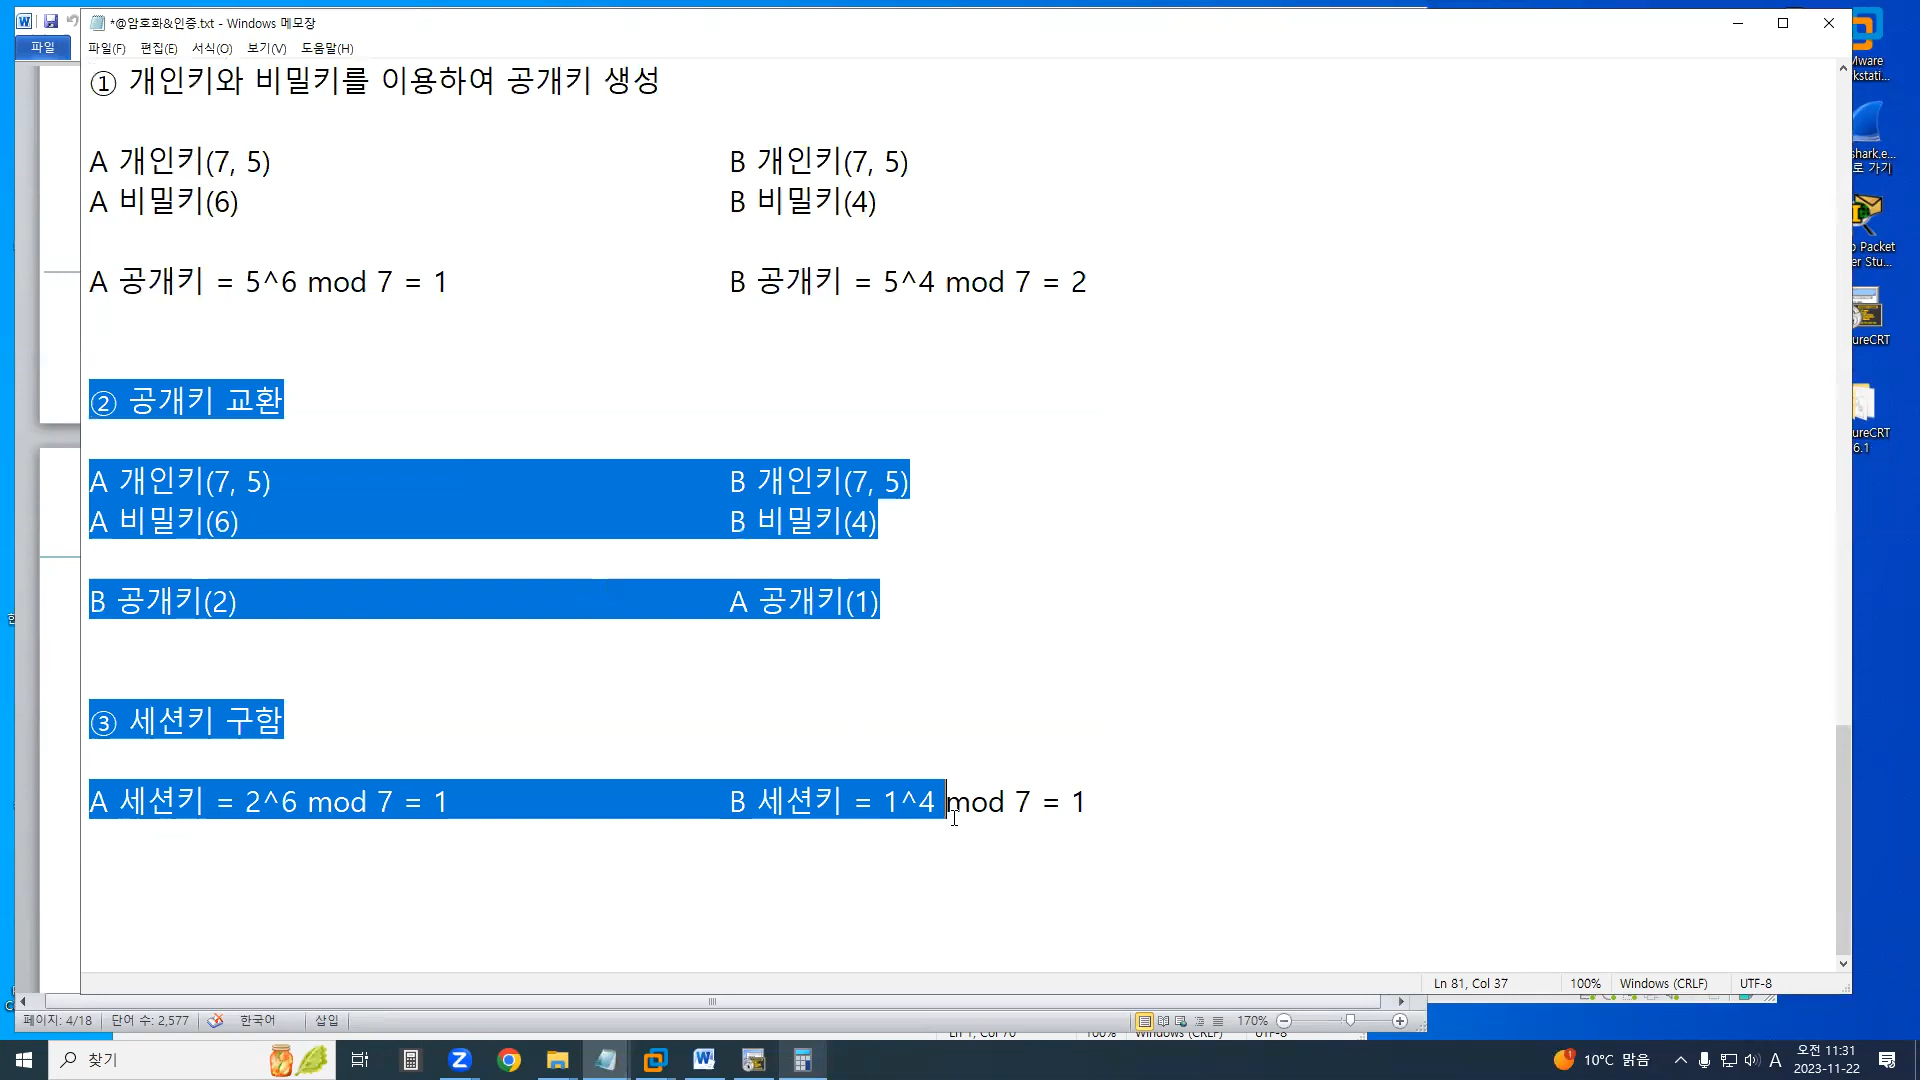 *@암호화&인증.txt - Windows 메모장
파일
파일(F) 편집(E) 서식(O) 보기(V) 도움말(H)
① 개인키와 비밀키를 이용하여 공개키 생성
A 개인키(7, 5) B 개인키(7, 5)
A 비밀키(6) B 비밀키(4)
A 공개키 = 5^6 mod 7 = 1 B 공개키 = 5^4 mod 7 = 2
② 공개키 교환
A 개인키(7, 5) B 개인키(7, 5)
A 비밀키(6) B 비밀키(4)
B 공개키(2) A 공개키(1)
③ 세션키 구함
A 세션키 = 2^6 mod 7 = 1 B 세션키 = 1^4 mod 7 = 1
Ln 81, Col 37 100% Windows (CRLF) UTF-8
페이지: 4/18 단어 수: 2,577 한국어 삽입 170%
찾기
10°C 맑음 A 오전 11:31
2023-11-22